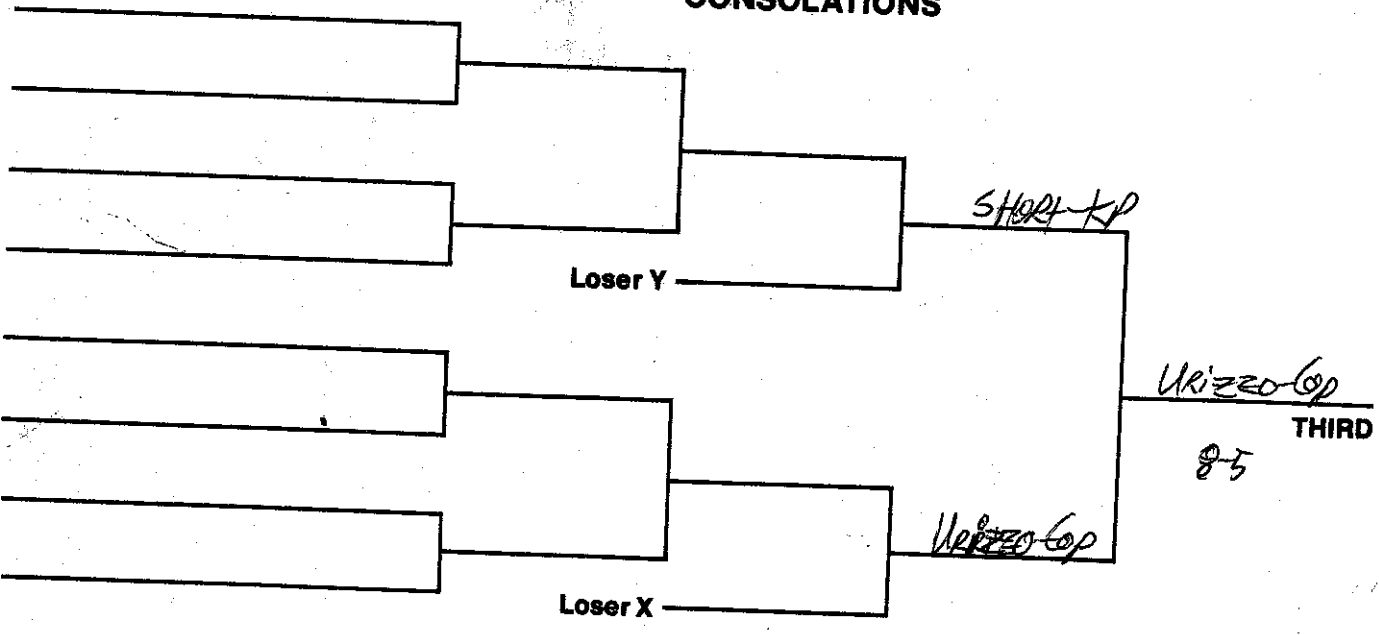 CONSOLATIONS
SHORt-KP
Loser Y
URizzo-Cop
THIRD
8-5
URizzo-Cop
Loser X